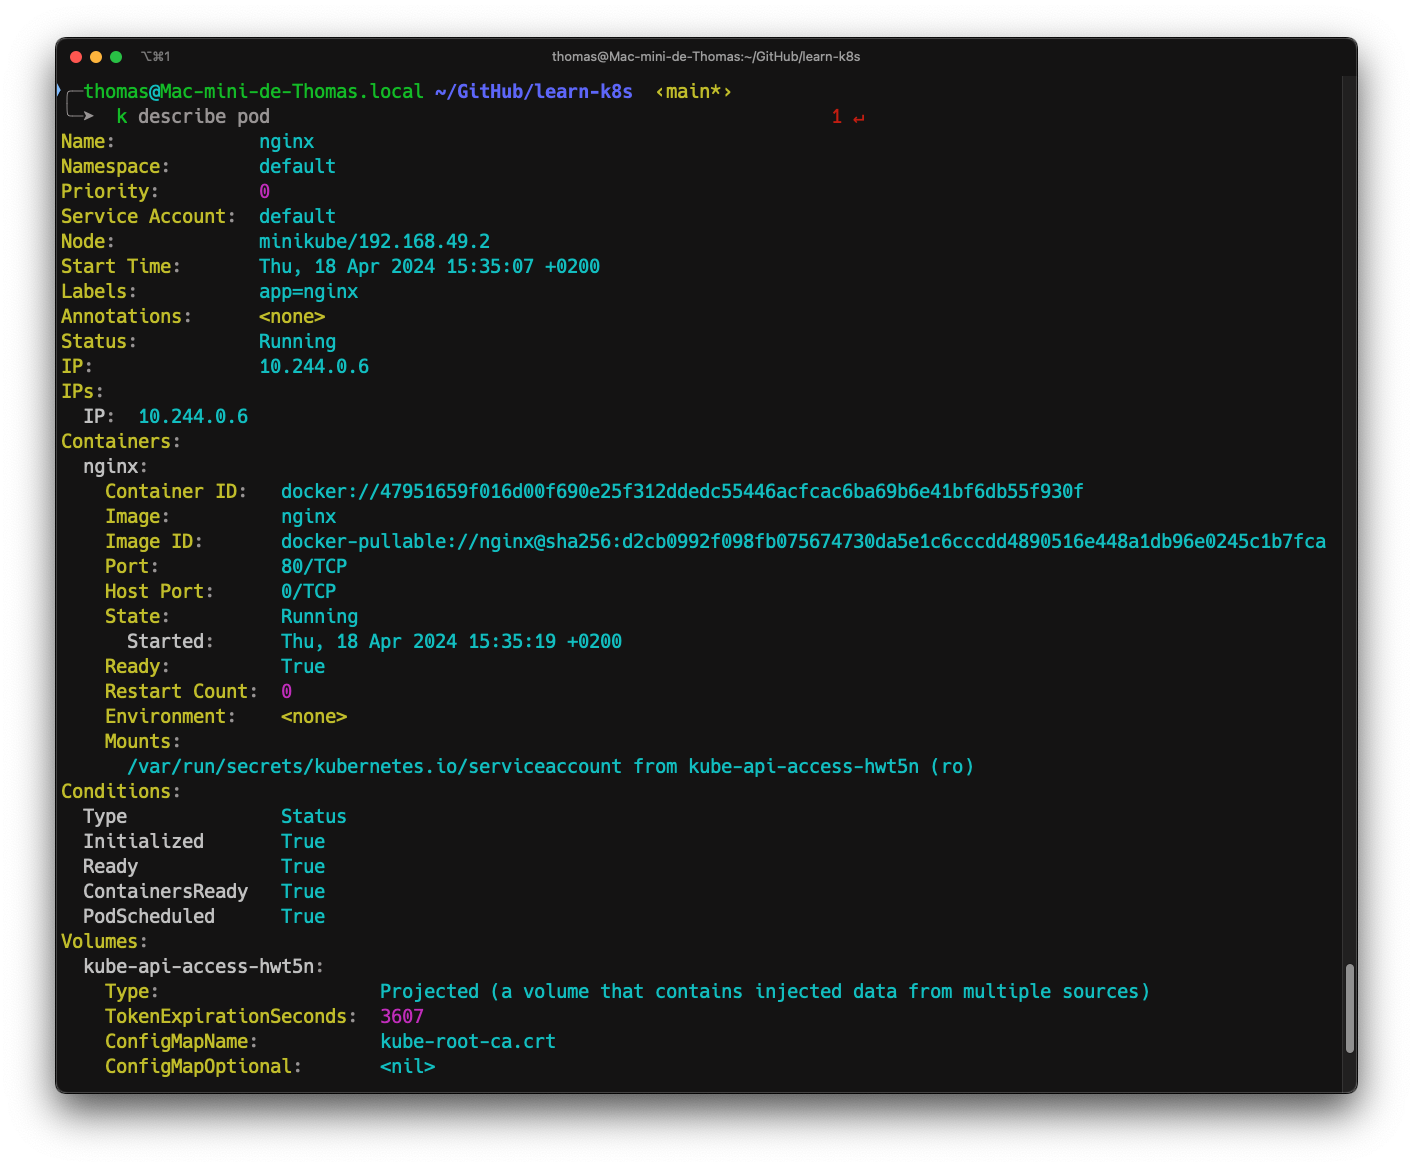 ⌥⌘1 thomas@Mac-mini-de-Thomas:~/GitHub/learn-k8s
thomas@Mac-mini-de-Thomas.local ~/GitHub/learn-k8s ‹main*›
➤ k describe pod 1 ↵
Name: nginx
Namespace: default
Priority: 0
Service Account: default
Node: minikube/192.168.49.2
Start Time: Thu, 18 Apr 2024 15:35:07 +0200
Labels: app=nginx
Annotations: <none>
Status: Running
IP: 10.244.0.6
IPs:
IP: 10.244.0.6
Containers:
nginx:
Container ID: docker://47951659f016d00f690e25f312ddedc55446acfcac6ba69b6e41bf6db55f930f
Image: nginx
Image ID: docker-pullable://nginx@sha256:d2cb0992f098fb075674730da5e1c6cccdd4890516e448a1db96e0245c1b7fca
Port: 80/TCP
Host Port: 0/TCP
State: Running
Started: Thu, 18 Apr 2024 15:35:19 +0200
Ready: True
Restart Count: 0
Environment: <none>
Mounts:
/var/run/secrets/kubernetes.io/serviceaccount from kube-api-access-hwt5n (ro)
Conditions:
Type Status
Initialized True
Ready True
ContainersReady True
PodScheduled True
Volumes:
kube-api-access-hwt5n:
Type: Projected (a volume that contains injected data from multiple sources)
TokenExpirationSeconds: 3607
ConfigMapName: kube-root-ca.crt
ConfigMapOptional: <nil>